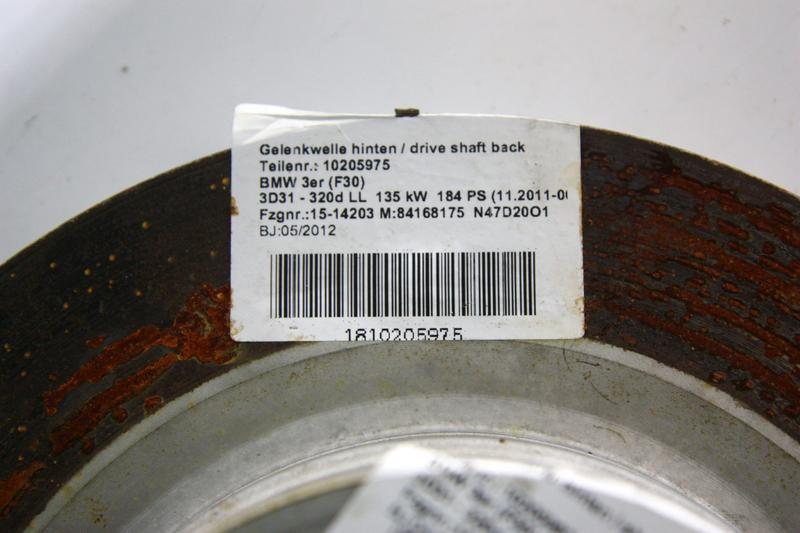 Gelenkwelle hinten / drive shaft back
Teilenr.: 10205975
BMW 3er (F30)
3D31 - 320d LL 135 kW 184 PS (11.2011-0
Fzgnr.:15-14203 M:84168175 N47D20O1
BJ:05/2012
1810205975